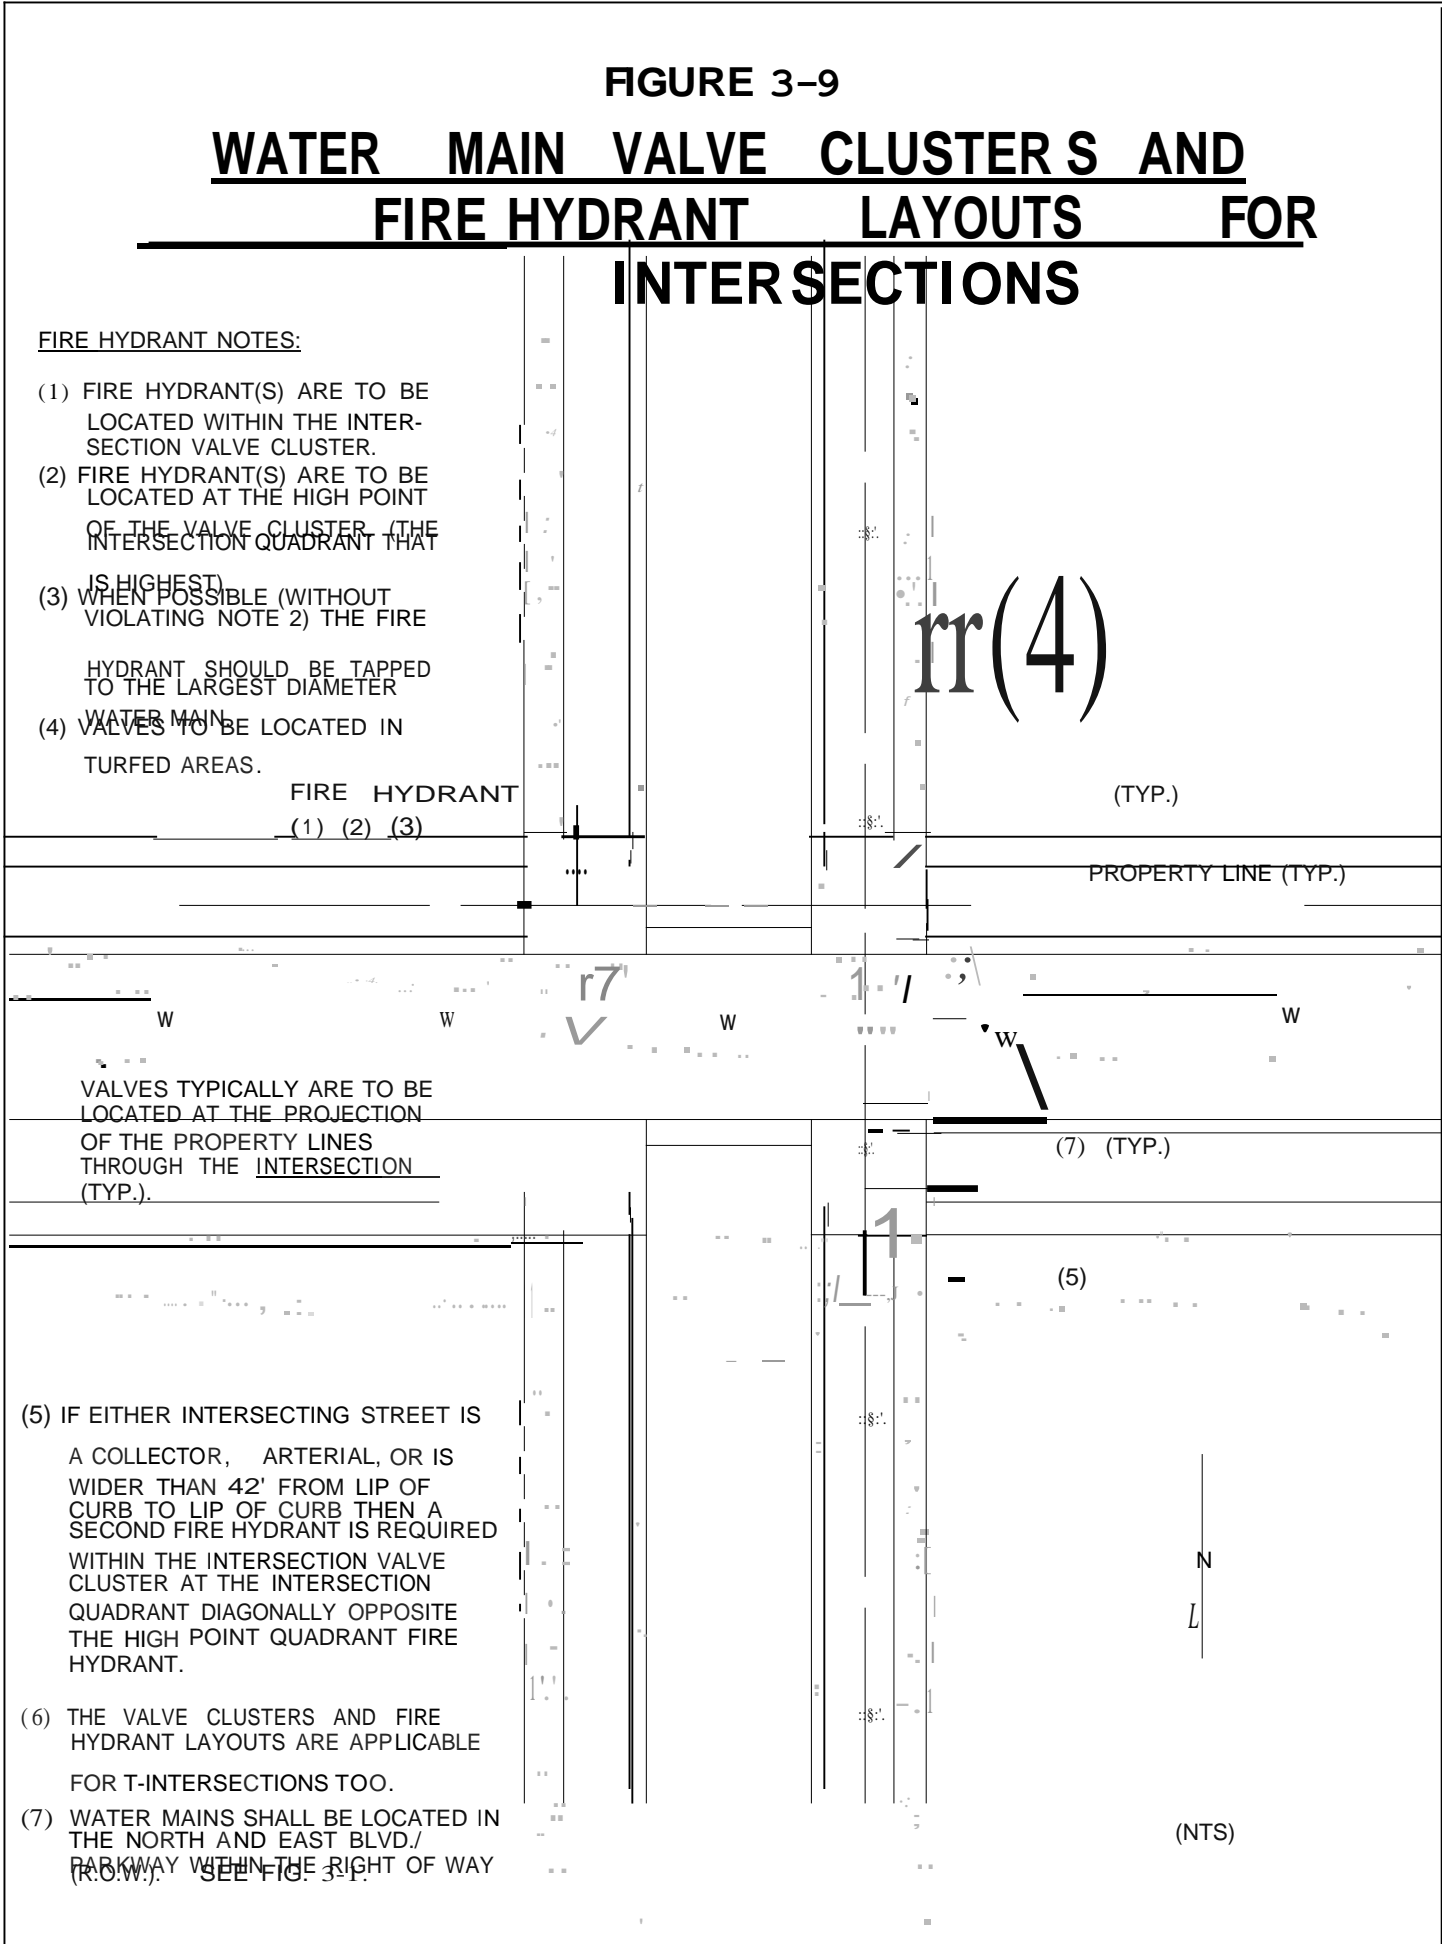 FIGURE 3-9
WATER MAIN VALVE CLUSTER S AND
FIRE HYDRANT LAYOUTS FOR
INTERSECTIONS
FIRE HYDRANT NOTES:
(1) FIRE HYDRANT(S) ARE TO BE
LOCATED WITHIN THE INTER-
SECTION VALVE CLUSTER.
(2) FIRE HYDRANT(S) ARE TO BE
LOCATED AT THE HIGH POINT
OF THE VALVE CLUSTER (THE
INTERSECTION QUADRANT THAT
IS HIGHEST).
(3) WHEN POSSIBLE (WITHOUT
VIOLATING NOTE 2) THE FIRE
HYDRANT SHOULD BE TAPPED
TO THE LARGEST DIAMETER
WATER MAIN.
(4) VALVES TO BE LOCATED IN
TURFED AREAS.
rr(4)
FIRE HYDRANT
(1) (2) (3)
(TYP.)
PROPERTY LINE (TYP.)
r7
W W W w W
VALVES TYPICALLY ARE TO BE
LOCATED AT THE PROJECTION
OF THE PROPERTY LINES
THROUGH THE INTERSECTION
(TYP.).
(7) (TYP.)
(5)
(5) IF EITHER INTERSECTING STREET IS
A COLLECTOR, ARTERIAL, OR IS
WIDER THAN 42' FROM LIP OF
CURB TO LIP OF CURB THEN A
SECOND FIRE HYDRANT IS REQUIRED
WITHIN THE INTERSECTION VALVE
CLUSTER AT THE INTERSECTION
QUADRANT DIAGONALLY OPPOSITE
THE HIGH POINT QUADRANT FIRE
HYDRANT.
N
L
(6) THE VALVE CLUSTERS AND FIRE
HYDRANT LAYOUTS ARE APPLICABLE
FOR T-INTERSECTIONS TOO.
(7) WATER MAINS SHALL BE LOCATED IN
THE NORTH AND EAST BLVD./
PARKWAY WITHIN THE RIGHT OF WAY
(R.O.W.). SEE FIG. 3-1.
(NTS)